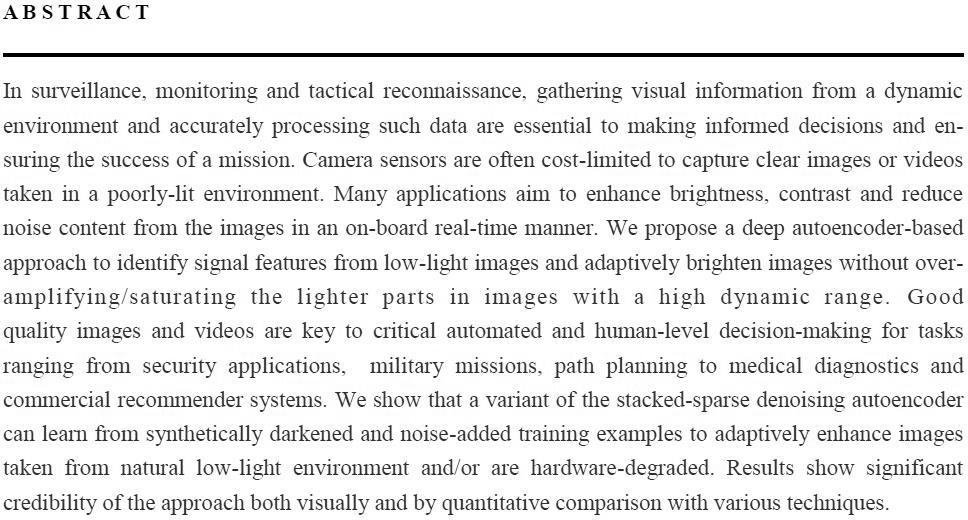 ABSTRACT
In surveillance, monitoring and tactical reconnaissance, gathering visual information from a dynamic
environment and accurately processing such data are essential to making informed decisions and en-
suring the success of a mission. Camera sensors are often cost-limited to capture clear images or videos
taken in a poorly-lit environment. Many applications aim to enhance brightness, contrast and reduce
noise content from the images in an on-board real-time manner. We propose a deep autoencoder-based
approach to identify signal features from low-light images and adaptively brighten images without over-
amplifying/saturating the lighter parts in images with a high dynamic range. Good
quality images and videos are key to critical automated and human-level decision-making for tasks
ranging from security applications, military missions, path planning to medical diagnostics and
commercial recommender systems. We show that a variant of the stacked-sparse denoising autoencoder
can learn from synthetically darkened and noise-added training examples to adaptively enhance images
taken from natural low-light environment and/or are hardware-degraded. Results show significant
credibility of the approach both visually and by quantitative comparison with various techniques.